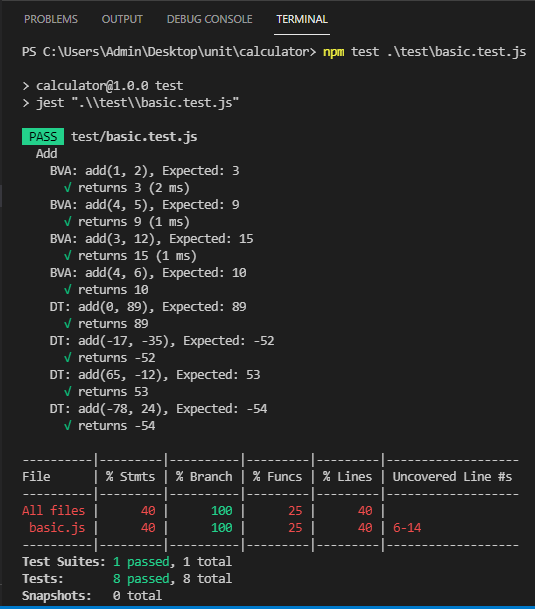 PROBLEMS OUTPUT DEBUG CONSOLE TERMINAL
PS C:\Users\Admin\Desktop\unit\calculator> npm test .\test\basic.test.js
> calculator@1.0.0 test
> jest ".\\test\\basic.test.js"
PASS test/basic.test.js
Add
BVA: add(1, 2), Expected: 3
√ returns 3 (2 ms)
BVA: add(4, 5), Expected: 9
√ returns 9 (1 ms)
BVA: add(3, 12), Expected: 15
√ returns 15 (1 ms)
BVA: add(4, 6), Expected: 10
√ returns 10
DT: add(0, 89), Expected: 89
√ returns 89
DT: add(-17, -35), Expected: -52
√ returns -52
DT: add(65, -12), Expected: 53
√ returns 53
DT: add(-78, 24), Expected: -54
√ returns -54
----------|---------|----------|---------|---------|-------------------
File      | % Stmts | % Branch | % Funcs | % Lines | Uncovered Line #s
----------|---------|----------|---------|---------|-------------------
All files |      40 |      100 |      25 |      40 |
 basic.js |      40 |      100 |      25 |      40 | 6-14
----------|---------|----------|---------|---------|-------------------
Test Suites: 1 passed, 1 total
Tests:       8 passed, 8 total
Snapshots:   0 total